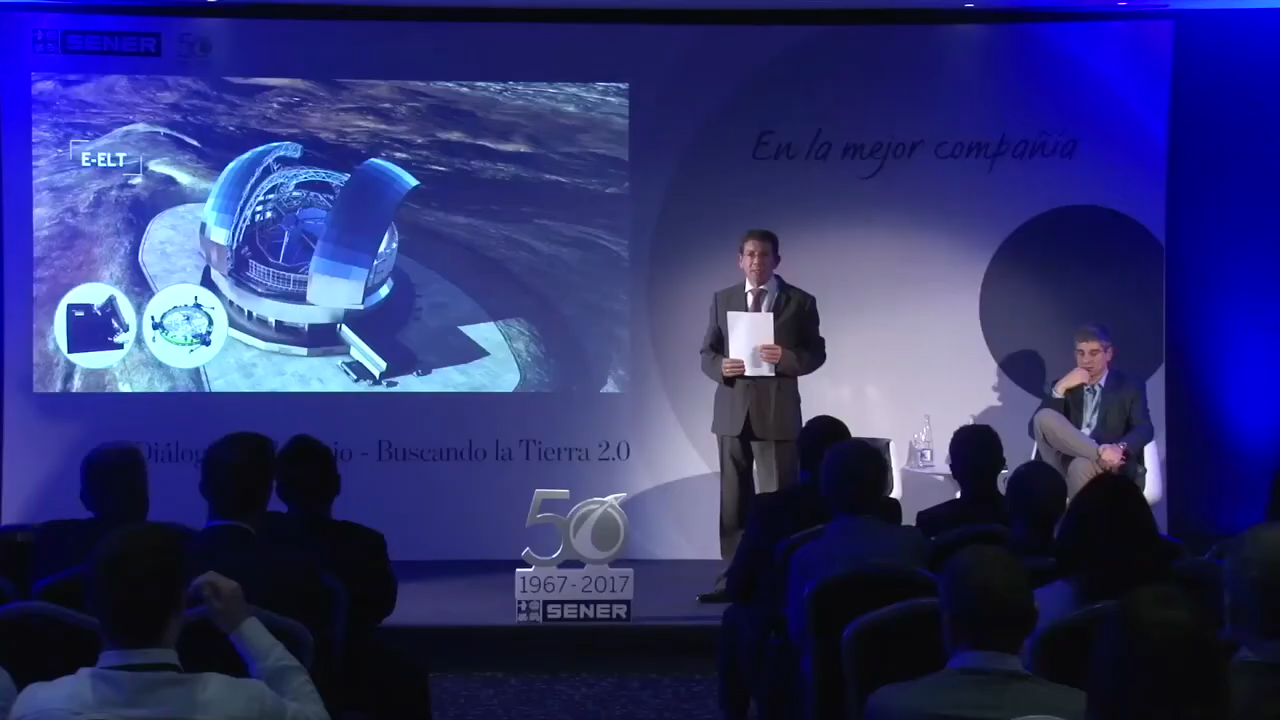 SENER 50
E-ELT
En la mejor compañía
- Buscando la Tierra 2.0
50
1967-2017
SENER